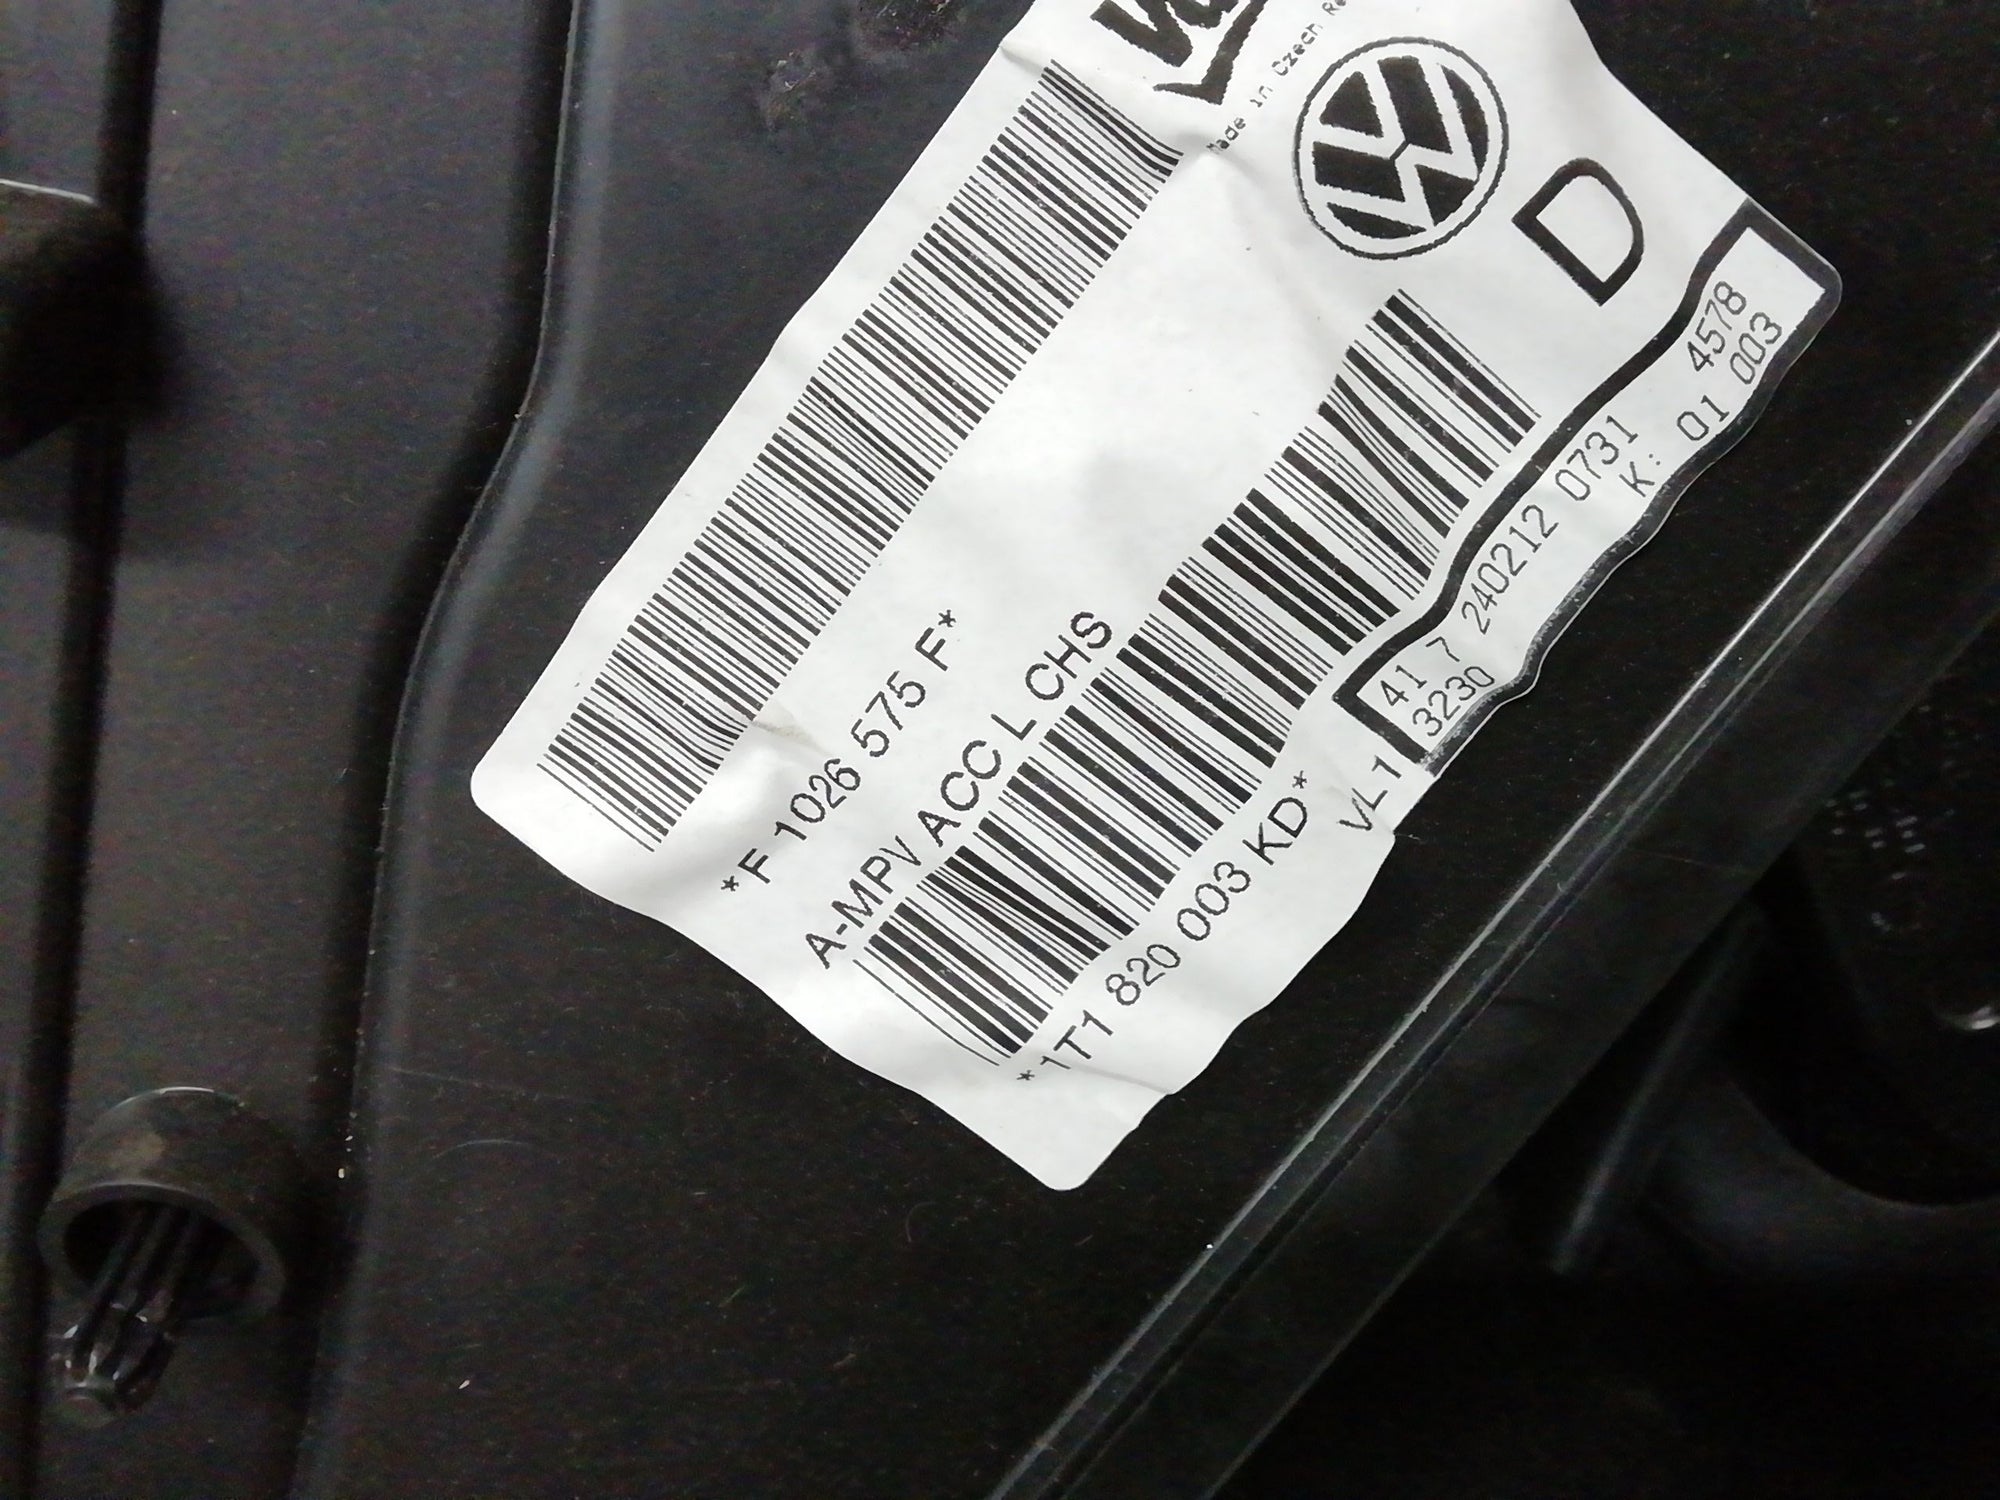 Made in Czech
D
*F 1026 575 F*
A-MPV ACC L CHS
*1T1 820 003 KD*
VL1
41 7 240212 0731 4578
3230 K: 01 003